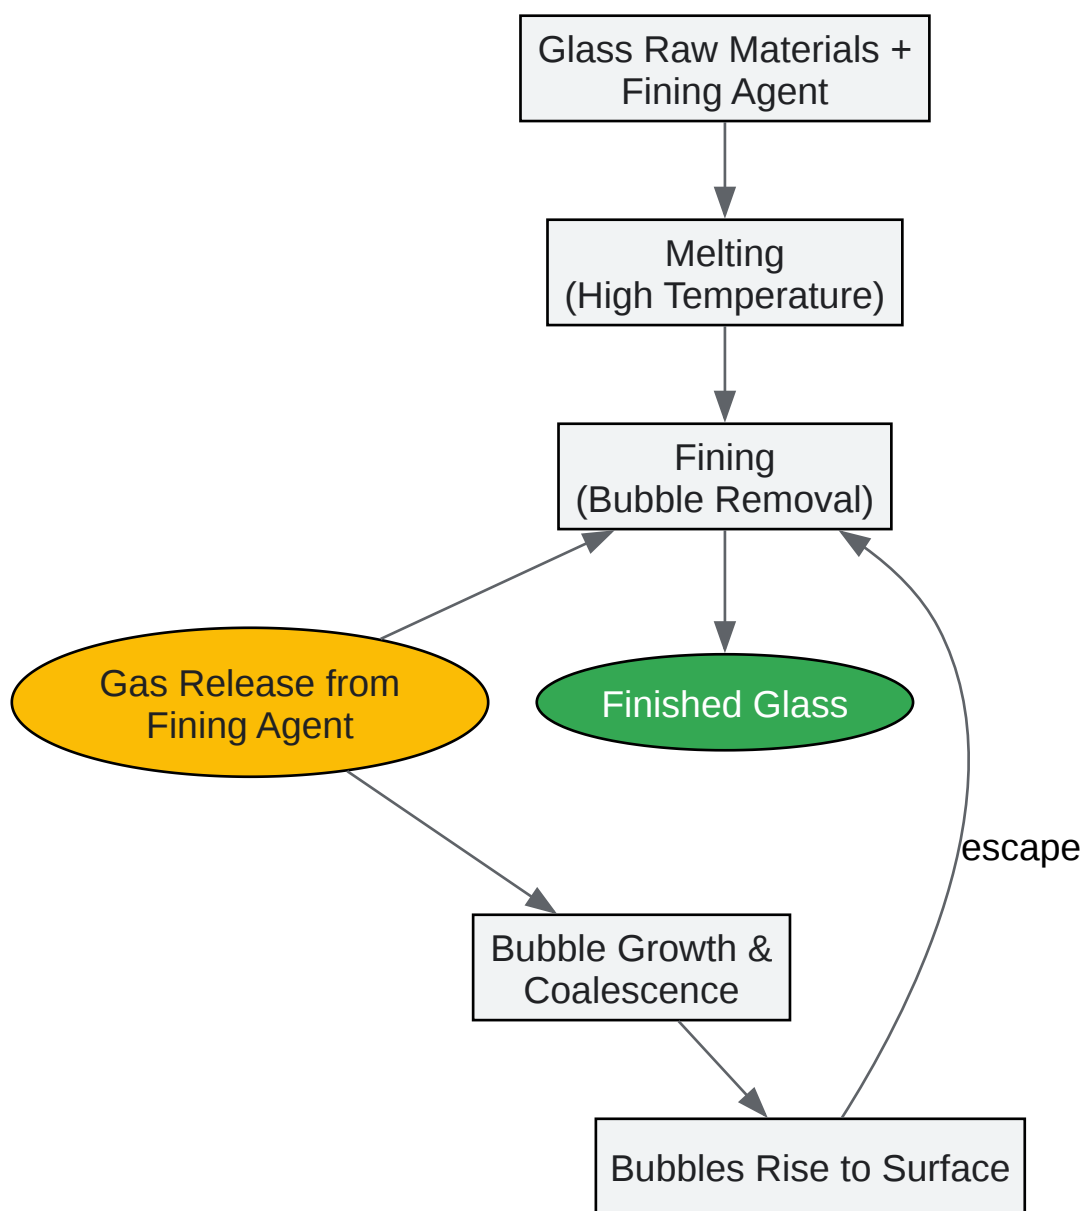 Glass Raw Materials +
Fining Agent
Melting
(High Temperature)
Fining
(Bubble Removal)
Gas Release from
Fining Agent
Finished Glass
escape
Bubble Growth &
Coalescence
Bubbles Rise to Surface